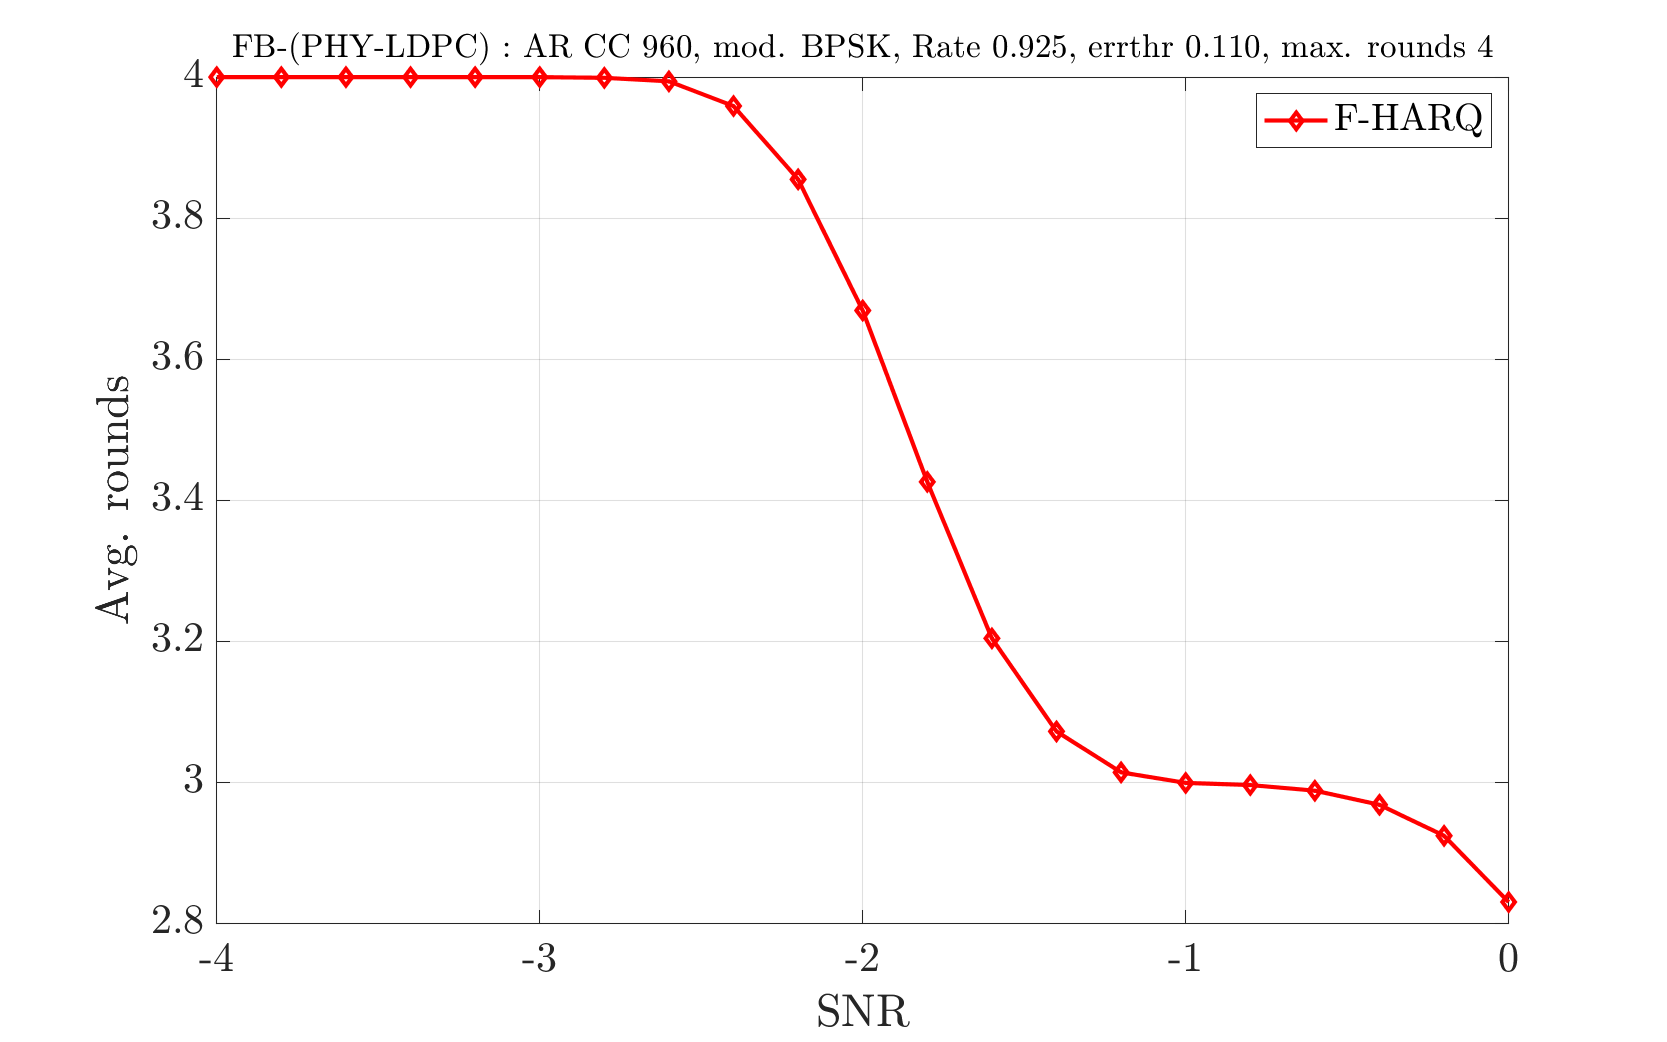 FB-(PHY-LDPC) : AR CC 960, mod. BPSK, Rate 0.925, errthr 0.110, max. rounds 4
F-HARQ
4
3.8
3.6
3.4
3.2
3
2.8
Avg. rounds
-4 -3 -2 -1 0
SNR